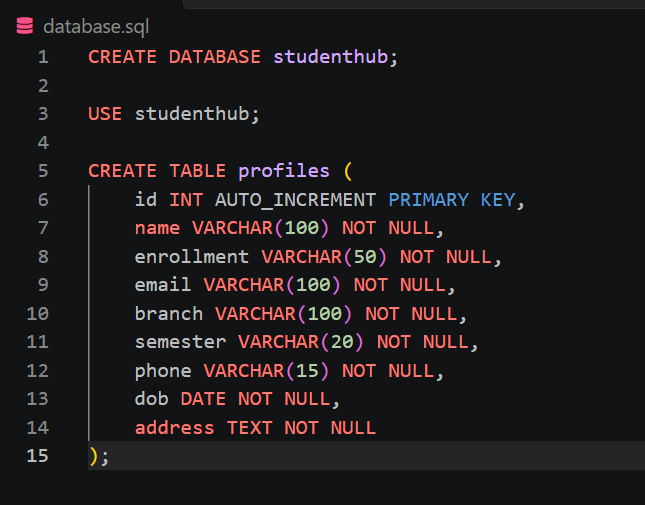 database.sql
1 CREATE DATABASE studenthub;
2
3 USE studenthub;
4
5 CREATE TABLE profiles (
6 id INT AUTO_INCREMENT PRIMARY KEY,
7 name VARCHAR(100) NOT NULL,
8 enrollment VARCHAR(50) NOT NULL,
9 email VARCHAR(100) NOT NULL,
10 branch VARCHAR(100) NOT NULL,
11 semester VARCHAR(20) NOT NULL,
12 phone VARCHAR(15) NOT NULL,
13 dob DATE NOT NULL,
14 address TEXT NOT NULL
15 );